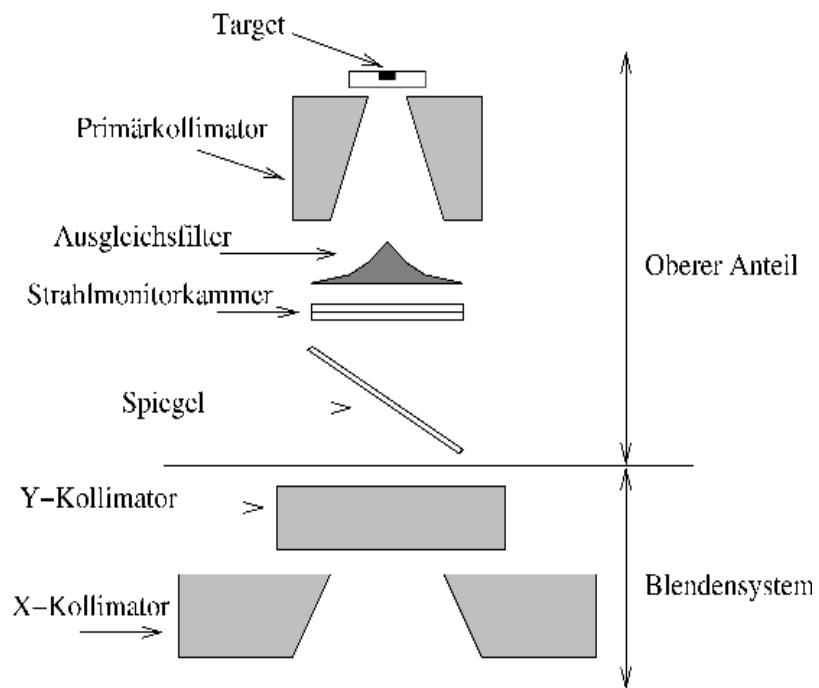 Target
Primärkollimator
Ausgleichsfilter
Oberer Anteil
Strahlmonitorkammer
Spiegel
Y-Kollimator
Blendensystem
X-Kollimator